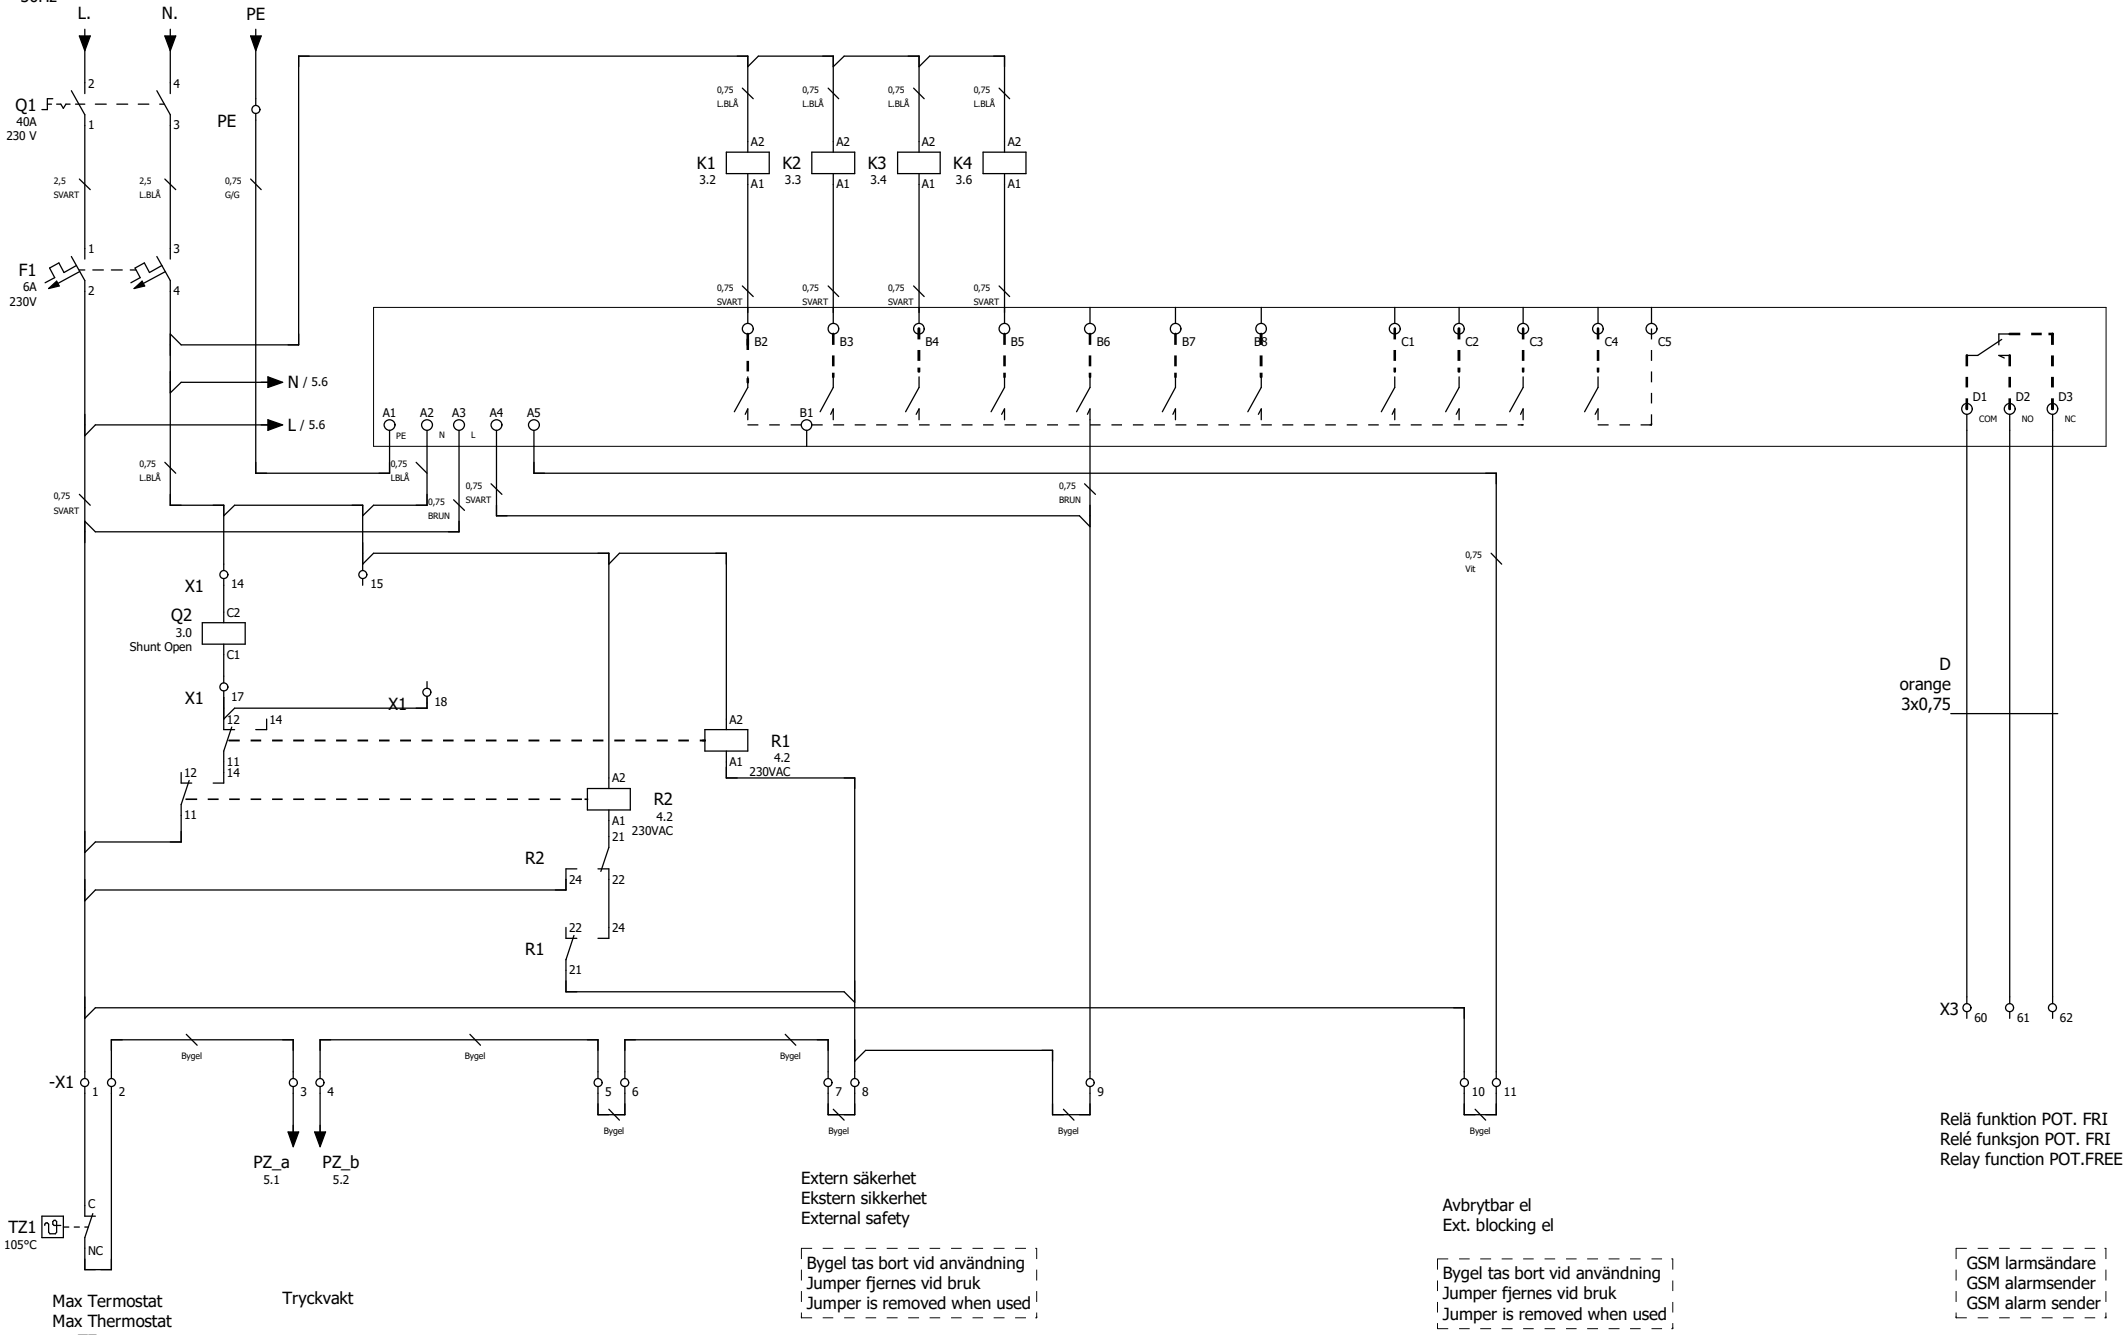 L.
N.
PE
2
4
Q1
40A
230 V
1
3
PE
2,5
SVART
2,5
L.BLÅ
0,75
G/G
1
3
F1
6A
230V
2
4
0,75
L.BLÅ
0,75
L.BLÅ
0,75
L.BLÅ
0,75
L.BLÅ
A2
A2
A2
A2
K1
3.2
K2
3.3
K3
3.4
K4
3.6
A1
A1
A1
A1
0,75
SVART
0,75
SVART
0,75
SVART
0,75
SVART
B2
B3
B4
B5
B6
B7
B8
C1
C2
C3
C4
C5
N / 5.6
L / 5.6
A1
PE
A2
N
A3
L
A4
A5
B1
D1
COM
D2
NO
D3
NC
0,75
L.BLÅ
0,75
SVART
0,75
LBLÅ
0,75
BRUN
0,75
SVART
0,75
BRUN
0,75
Vit
X1
14
15
Q2
3.0
Shunt Open
C2
C1
X1
17
X1
18
12
14
11
14
12
11
A2
R1
4.2
230VAC
A1
A2
R2
4.2
230VAC
A1
21
R2
24
22
22
24
R1
21
D
orange
3x0,75
X3
60
61
62
Bygel
Bygel
Bygel
-X1
1
2
3
4
5
6
7
8
9
10
11
Bygel
Bygel
Bygel
Bygel
PZ_a
5.1
PZ_b
5.2
TZ1
105°C
C
NC
Max Termostat
Max Thermostat
Tryckvakt
Extern säkerhet
Ekstern sikkerhet
External safety
Bygel tas bort vid användning
Jumper fjernes vid bruk
Jumper is removed when used
Avbrytbar el
Ext. blocking el
Bygel tas bort vid användning
Jumper fjernes vid bruk
Jumper is removed when used
Relä funktion POT. FRI
Relé funksjon POT. FRI
Relay function POT.FREE
GSM larmsändare
GSM alarmsender
GSM alarm sender